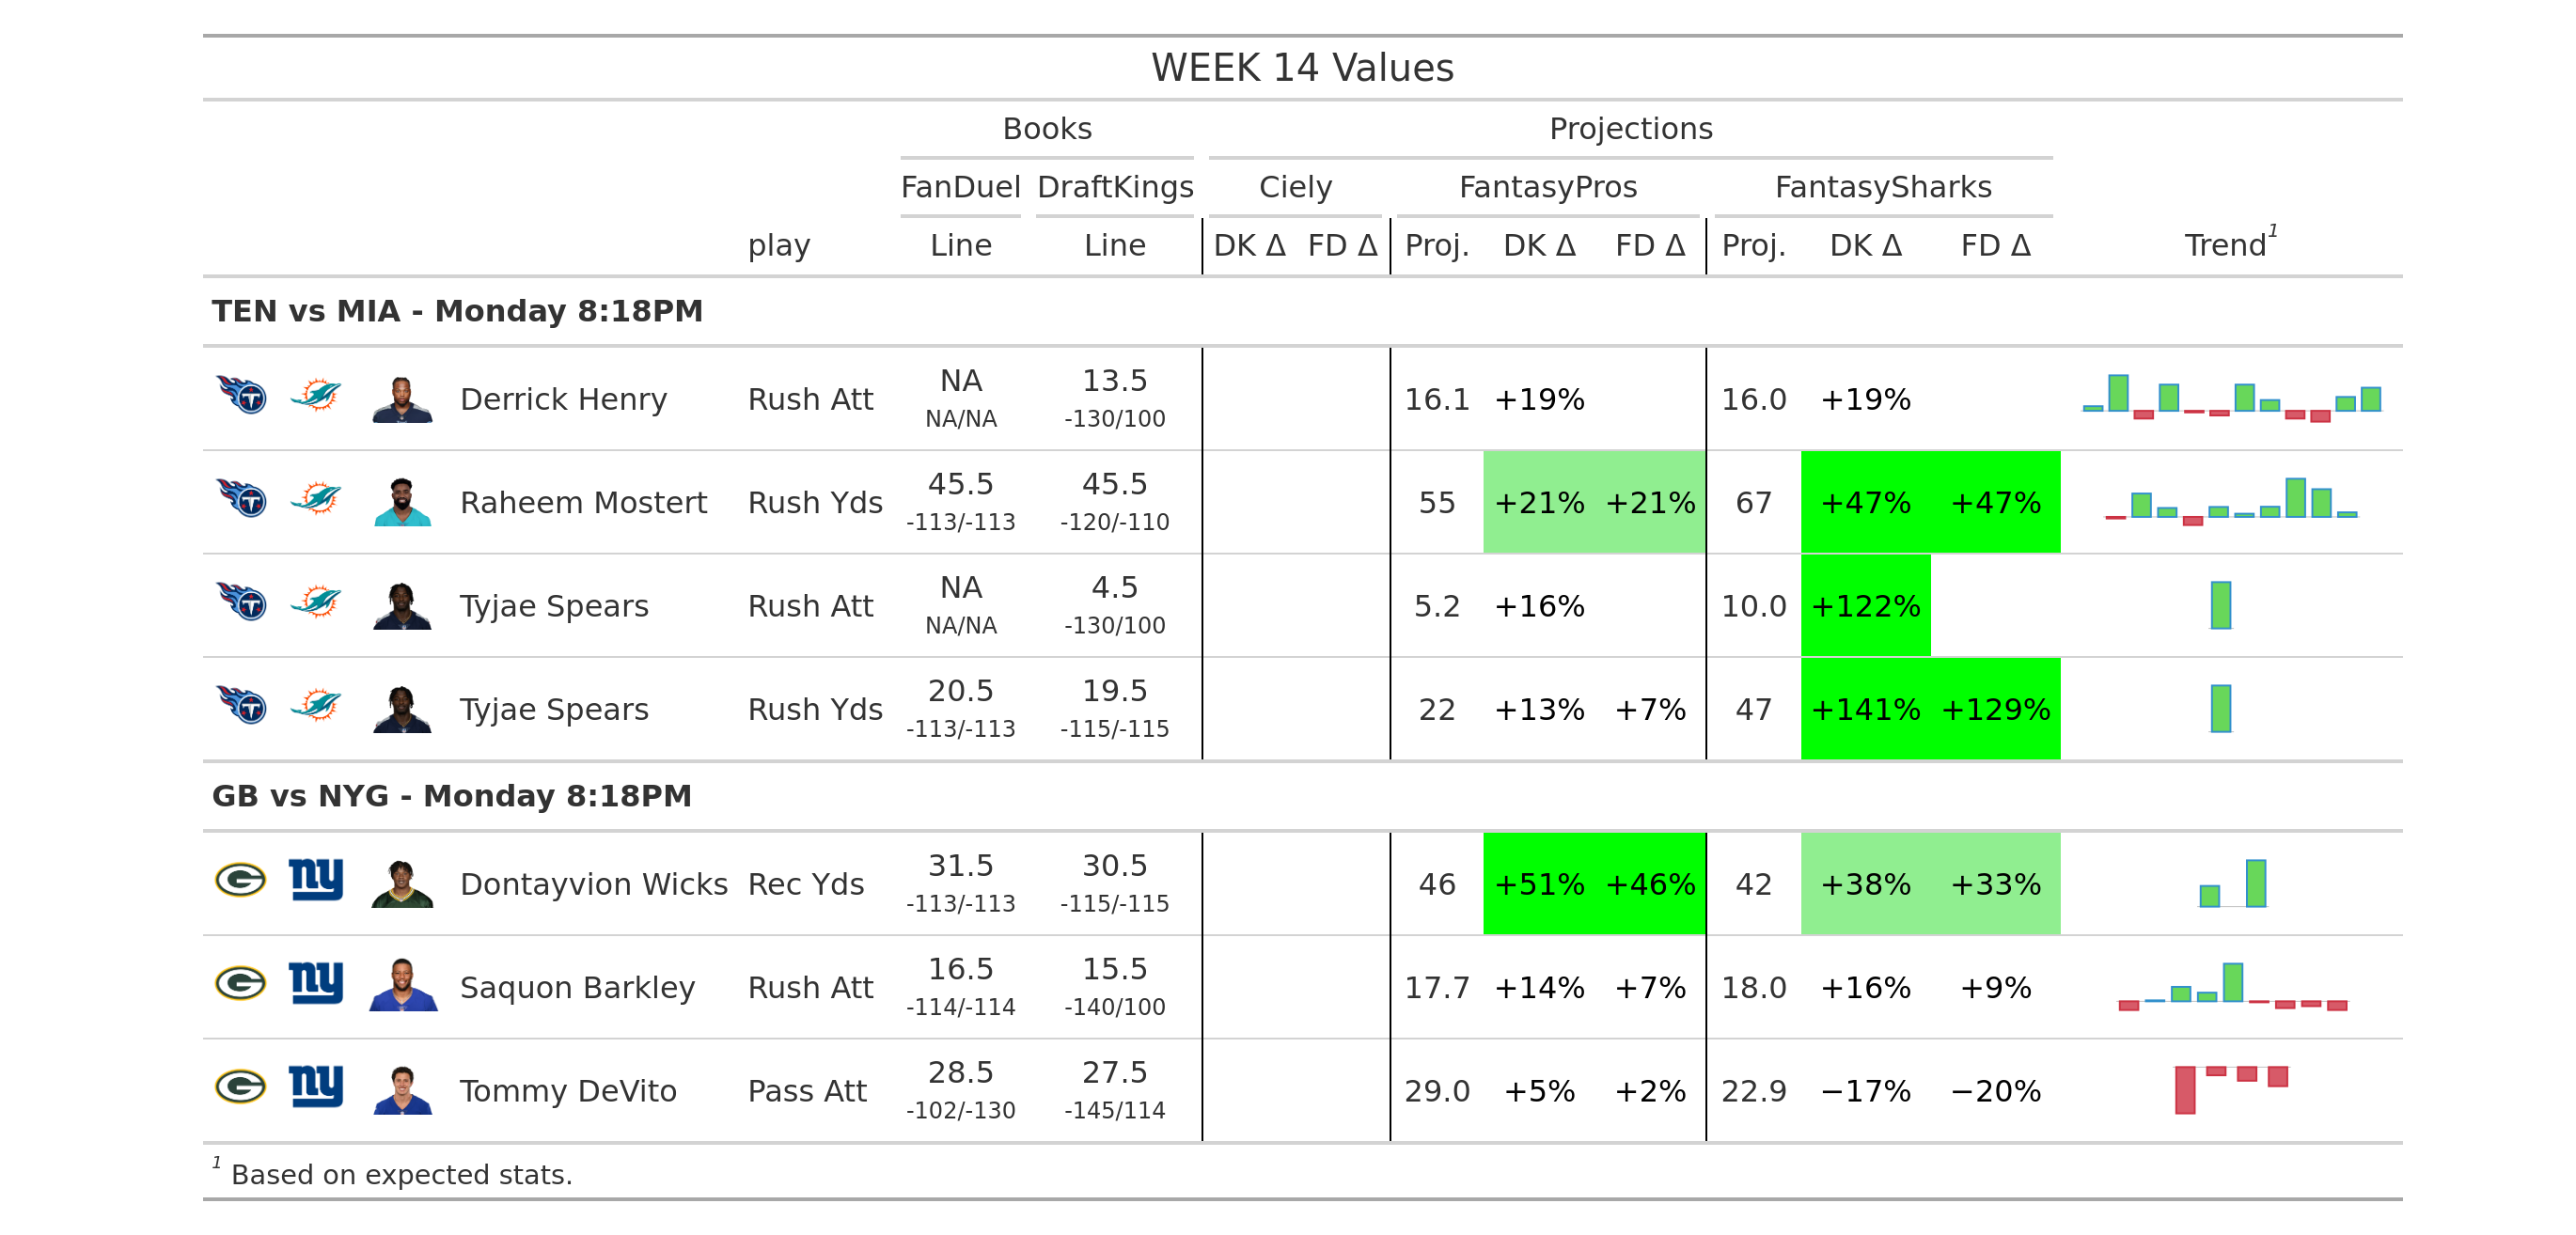 WEEK 14 Values
Books Projections
FanDuel DraftKings Ciely FantasyPros FantasySharks
play Line Line DK Δ FD Δ Proj. DK Δ FD Δ Proj. DK Δ FD Δ Trend1
TEN vs MIA - Monday 8:18PM
Derrick Henry Rush Att NA 13.5 16.1 +19% 16.0 +19%
NA/NA -130/100
Raheem Mostert Rush Yds 45.5 45.5 55 +21% +21% 67 +47% +47%
-113/-113 -120/-110
Tyjae Spears Rush Att NA 4.5 5.2 +16% 10.0 +122%
NA/NA -130/100
Tyjae Spears Rush Yds 20.5 19.5 22 +13% +7% 47 +141% +129%
-113/-113 -115/-115
GB vs NYG - Monday 8:18PM
G ny Dontayvion Wicks Rec Yds 31.5 30.5 46 +51% +46% 42 +38% +33%
-113/-113 -115/-115
G ny Saquon Barkley Rush Att 16.5 15.5 17.7 +14% +7% 18.0 +16% +9%
-114/-114 -140/100
G ny Tommy DeVito Pass Att 28.5 27.5 29.0 +5% +2% 22.9 −17% −20%
-102/-130 -145/114
1 Based on expected stats.